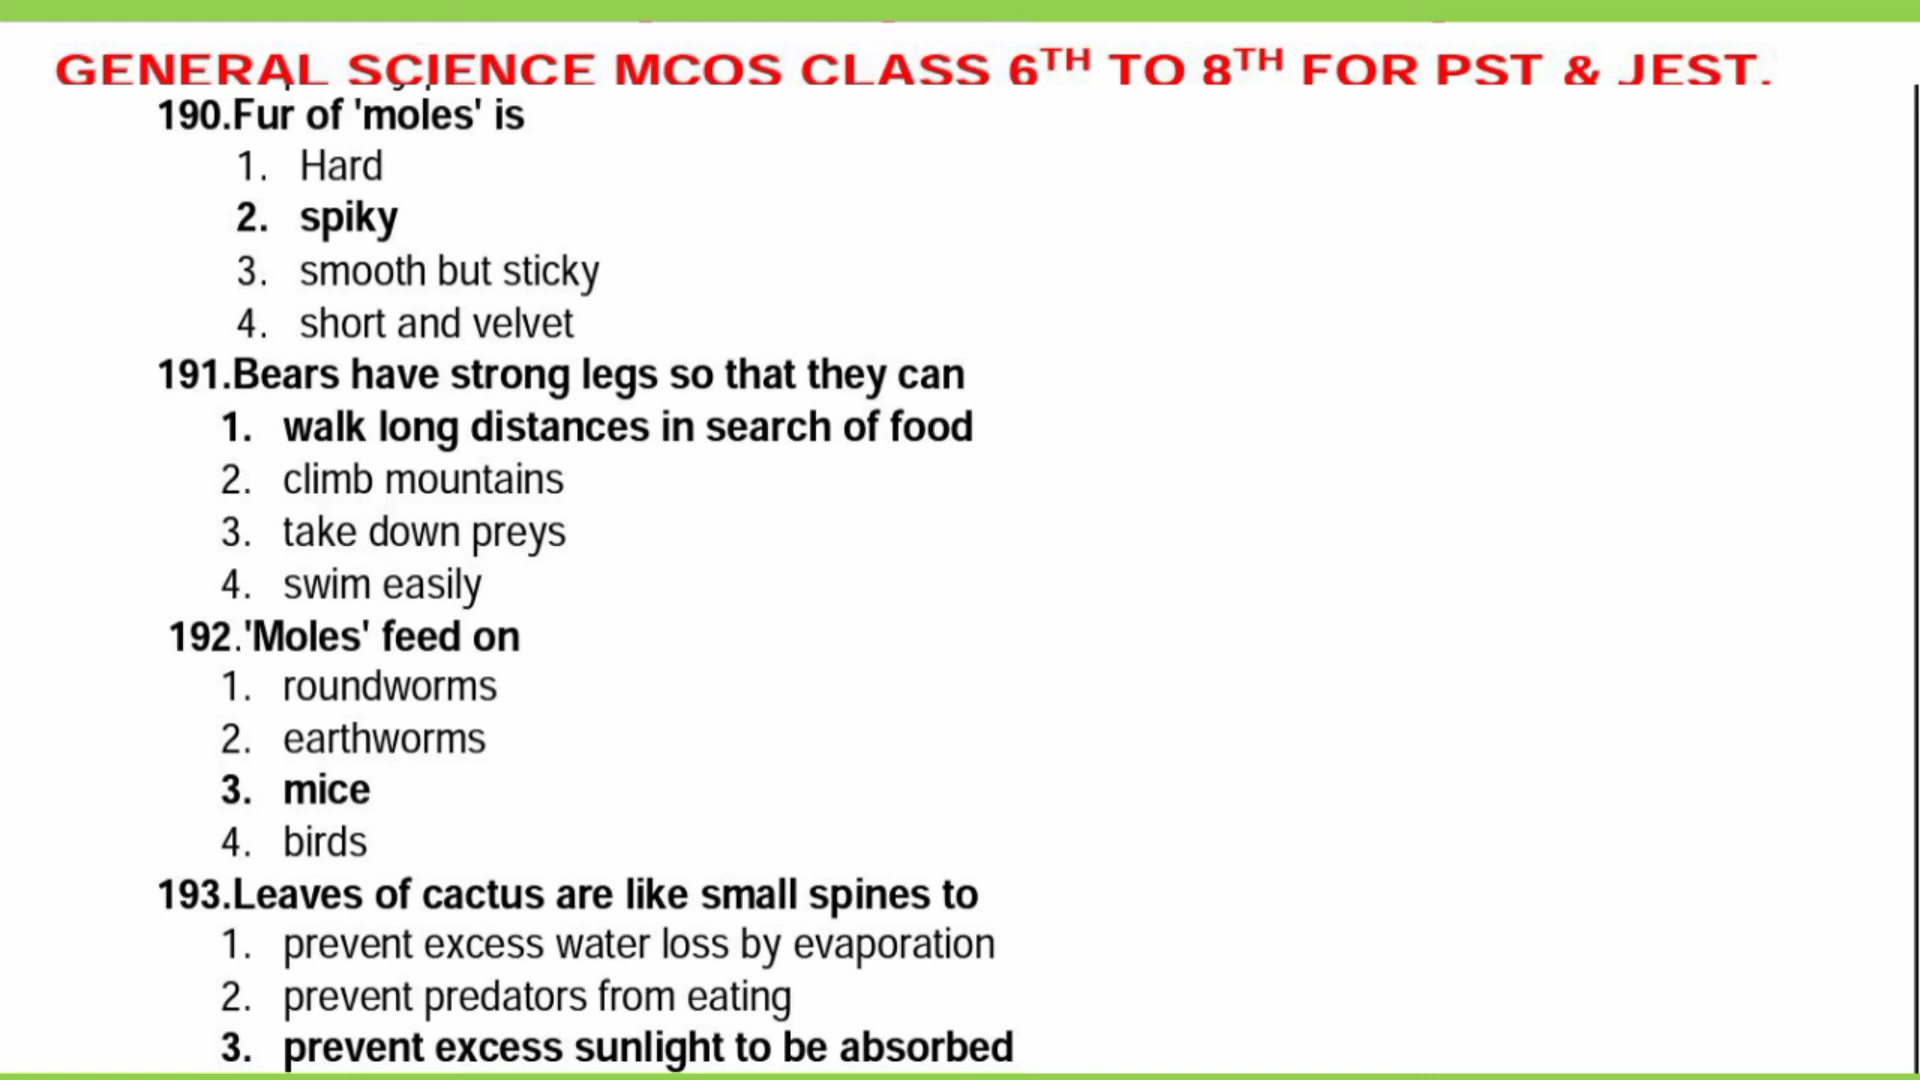 GENERAL SCIENCE MCOS CLASS 6TH TO 8TH FOR PST & JEST.
190.Fur of 'moles' is
1. Hard
2. spiky
3. smooth but sticky
4. short and velvet
191.Bears have strong legs so that they can
1. walk long distances in search of food
2. climb mountains
3. take down preys
4. swim easily
192.'Moles' feed on
1. roundworms
2. earthworms
3. mice
4. birds
193.Leaves of cactus are like small spines to
1. prevent excess water loss by evaporation
2. prevent predators from eating
3. prevent excess sunlight to be absorbed